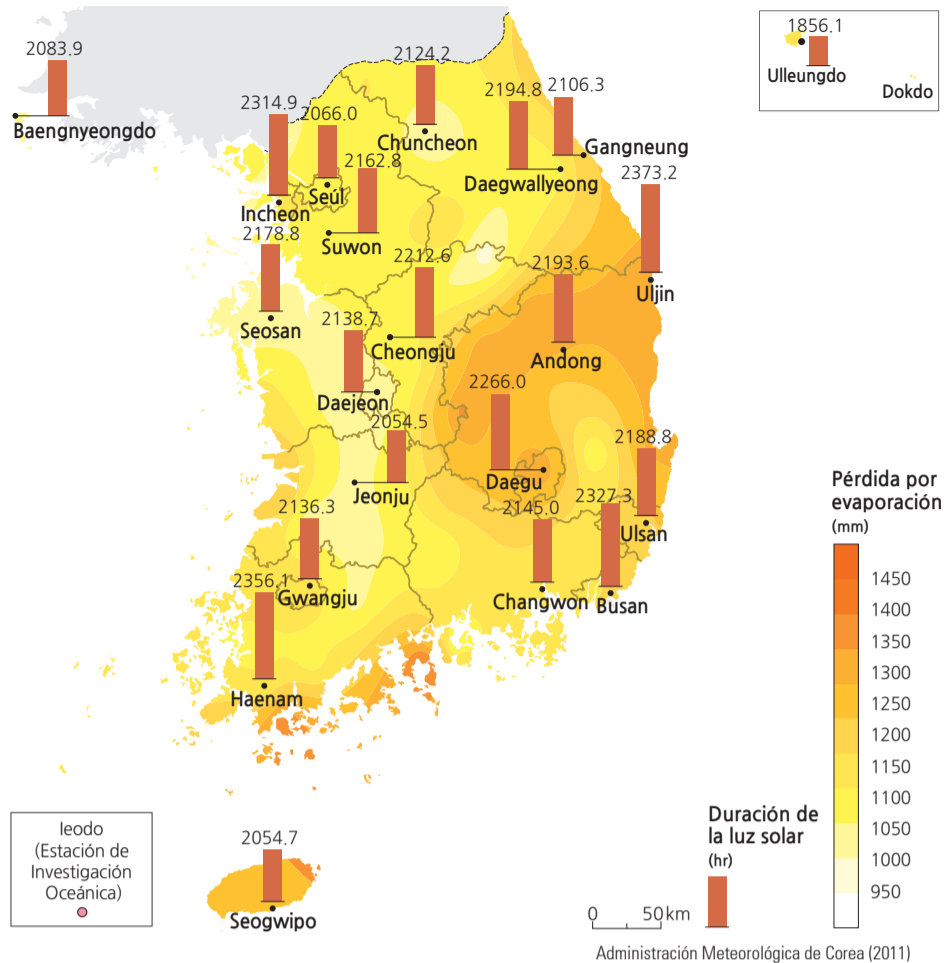 2083.9
Baengnyeongdo
2124.2
Chuncheon
2314.9
Incheon
2066.0
Seúl
2162.8
Suwon
2194.8
Daegwallyeong
2106.3
Gangneung
1856.1
Ulleungdo
Dokdo
2373.2
Uljin
2178.8
Seosan
2212.6
Cheongju
2193.6
Andong
2138.7
Daejeon
2054.5
Jeonju
2266.0
Daegu
2188.8
Ulsan
2136.3
Gwangju
2145.0
Changwon
2327.3
Busan
2356.1
Haenam
2054.7
Seogwipo
Ieodo
(Estación de
Investigación
Oceánica)
Pérdida por
evaporación
(mm)
1450
1400
1300
1250
1200
1150
1100
1050
1000
950
Duración de
la luz solar
(hr)
0 50 km
Administración Meteorológica de Corea (2011)